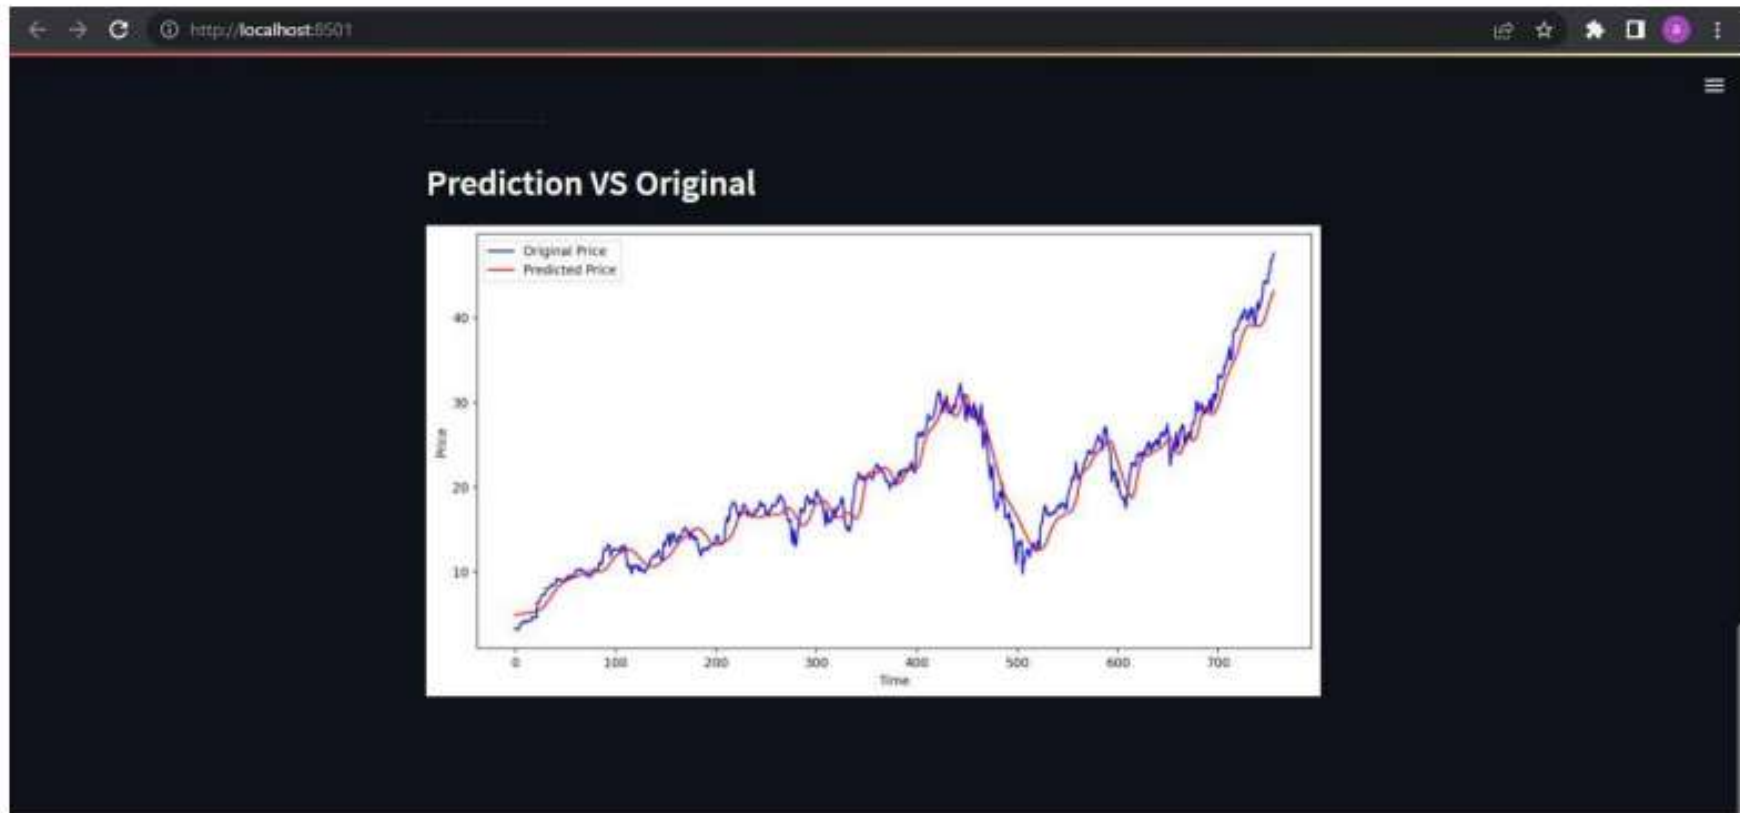 http://localhost:8501
a
Prediction VS Original
Original Price
Predicted Price
40
30
20
10
Price
0
100
200
300
400
500
600
700
Time